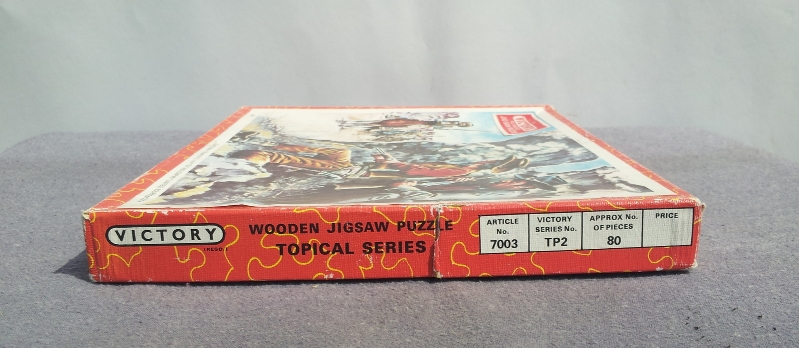 VICTORY
REGD
WOODEN JIGSAW PUZZLE
TOPICAL SERIES
ARTICLE
No.
7003
VICTORY
SERIES No.
TP2
APPROX No.
OF PIECES
80
PRICE